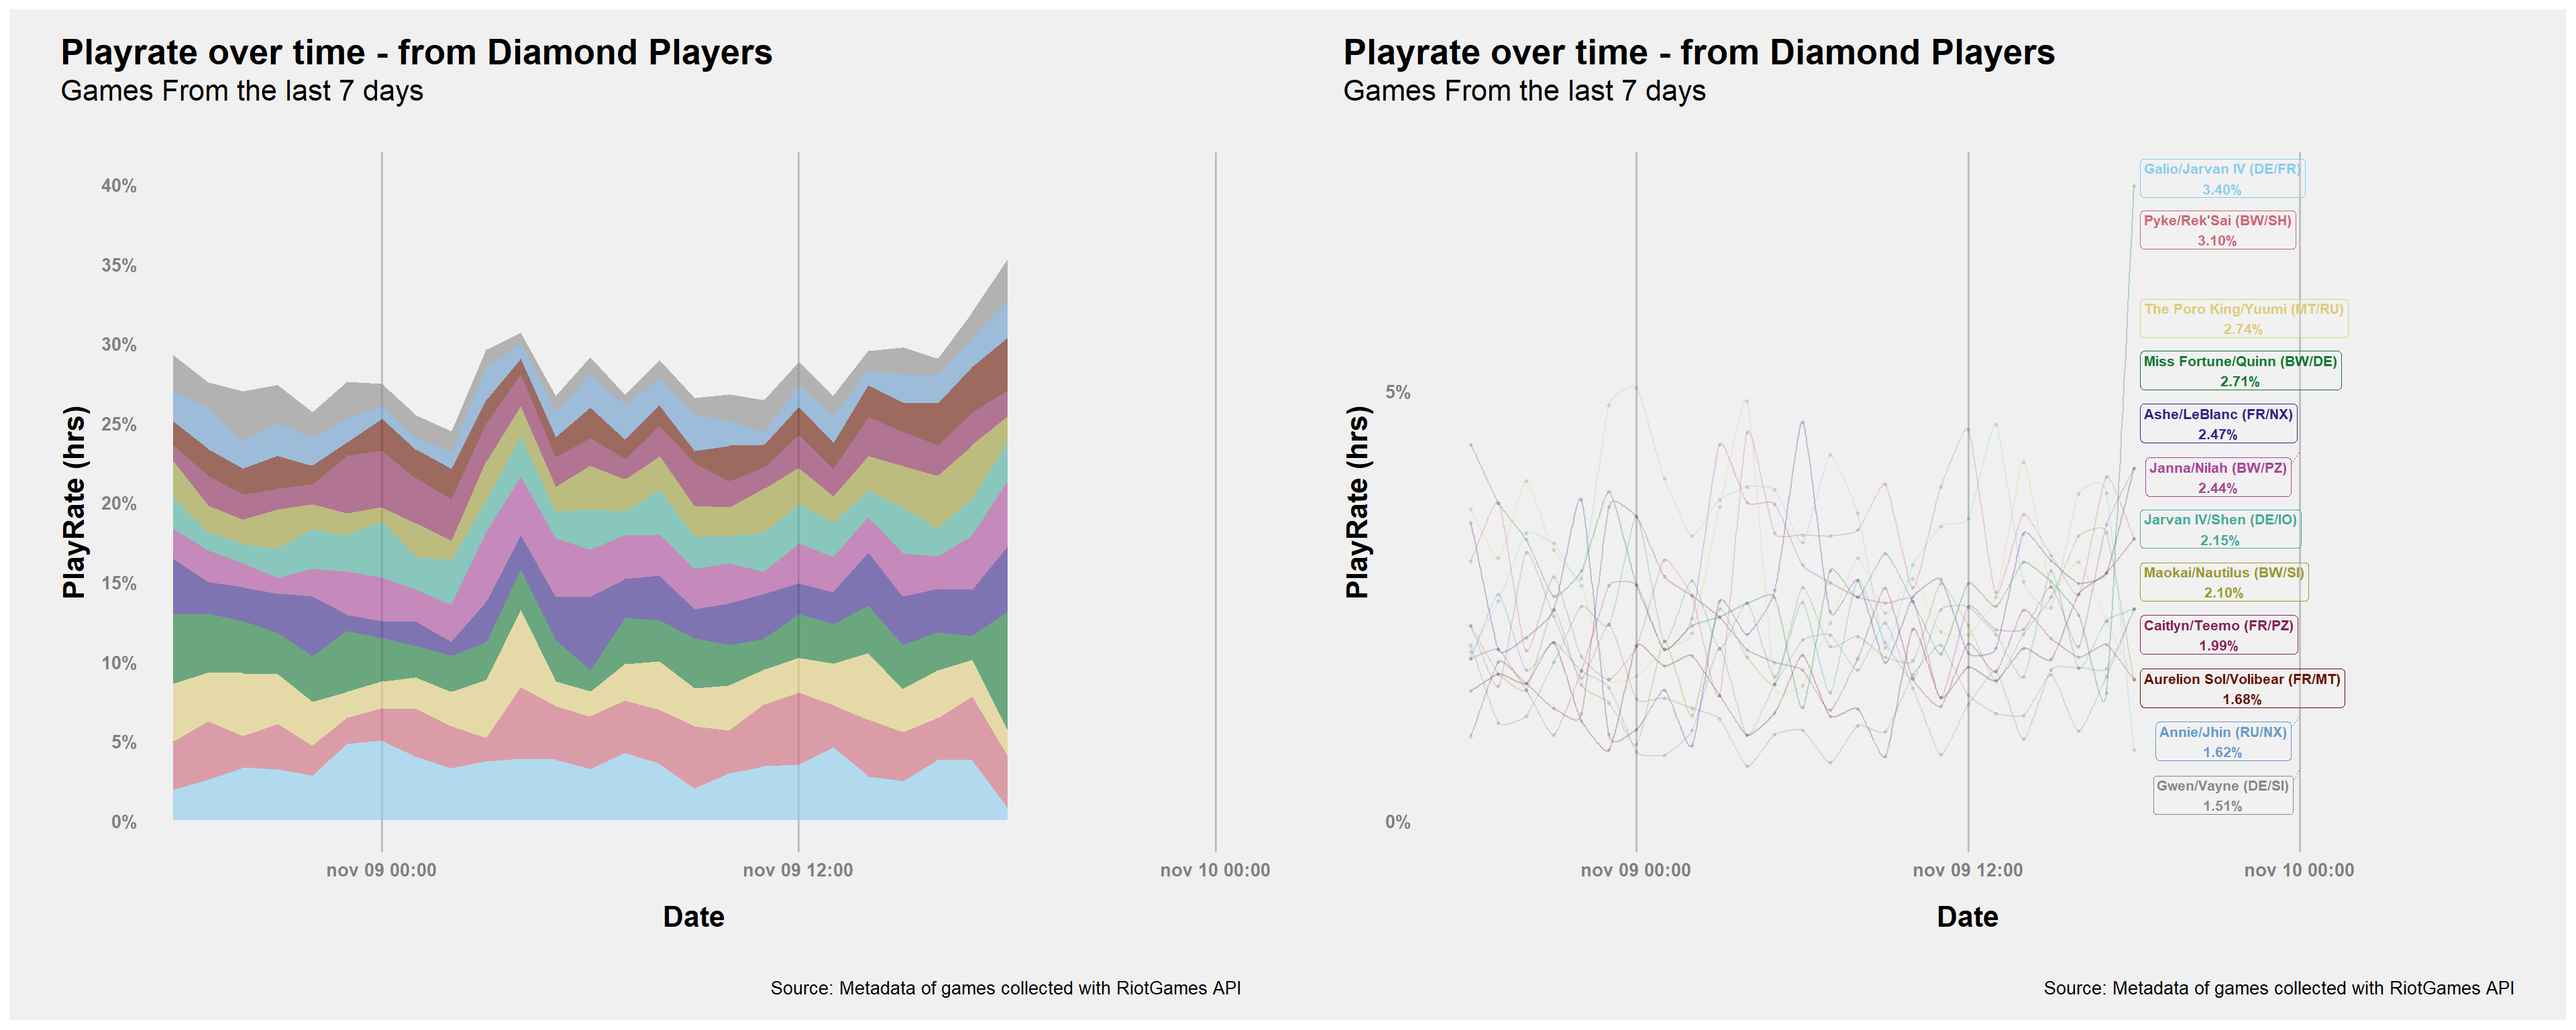 Playrate over time - from Diamond Players
Games From the last 7 days
PlayRate (hrs)
40%
35%
30%
25%
20%
15%
10%
5%
0%
nov 09 00:00
nov 09 12:00
nov 10 00:00
Date
Source: Metadata of games collected with RiotGames API
Playrate over time - from Diamond Players
Games From the last 7 days
PlayRate (hrs)
5%
0%
Galio/Jarvan IV (DE/FR)
3.40%
Pyke/Rek'Sai (BW/SH)
3.10%
The Poro King/Yuumi (MT/RU)
2.74%
Miss Fortune/Quinn (BW/DE)
2.71%
Ashe/LeBlanc (FR/NX)
2.47%
Janna/Nilah (BW/PZ)
2.44%
Jarvan IV/Shen (DE/IO)
2.15%
Maokai/Nautilus (BW/SI)
2.10%
Caitlyn/Teemo (FR/PZ)
1.99%
Aurelion Sol/Volibear (FR/MT)
1.68%
Annie/Jhin (RU/NX)
1.62%
Gwen/Vayne (DE/SI)
1.51%
nov 09 00:00
nov 09 12:00
nov 10 00:00
Date
Source: Metadata of games collected with RiotGames API